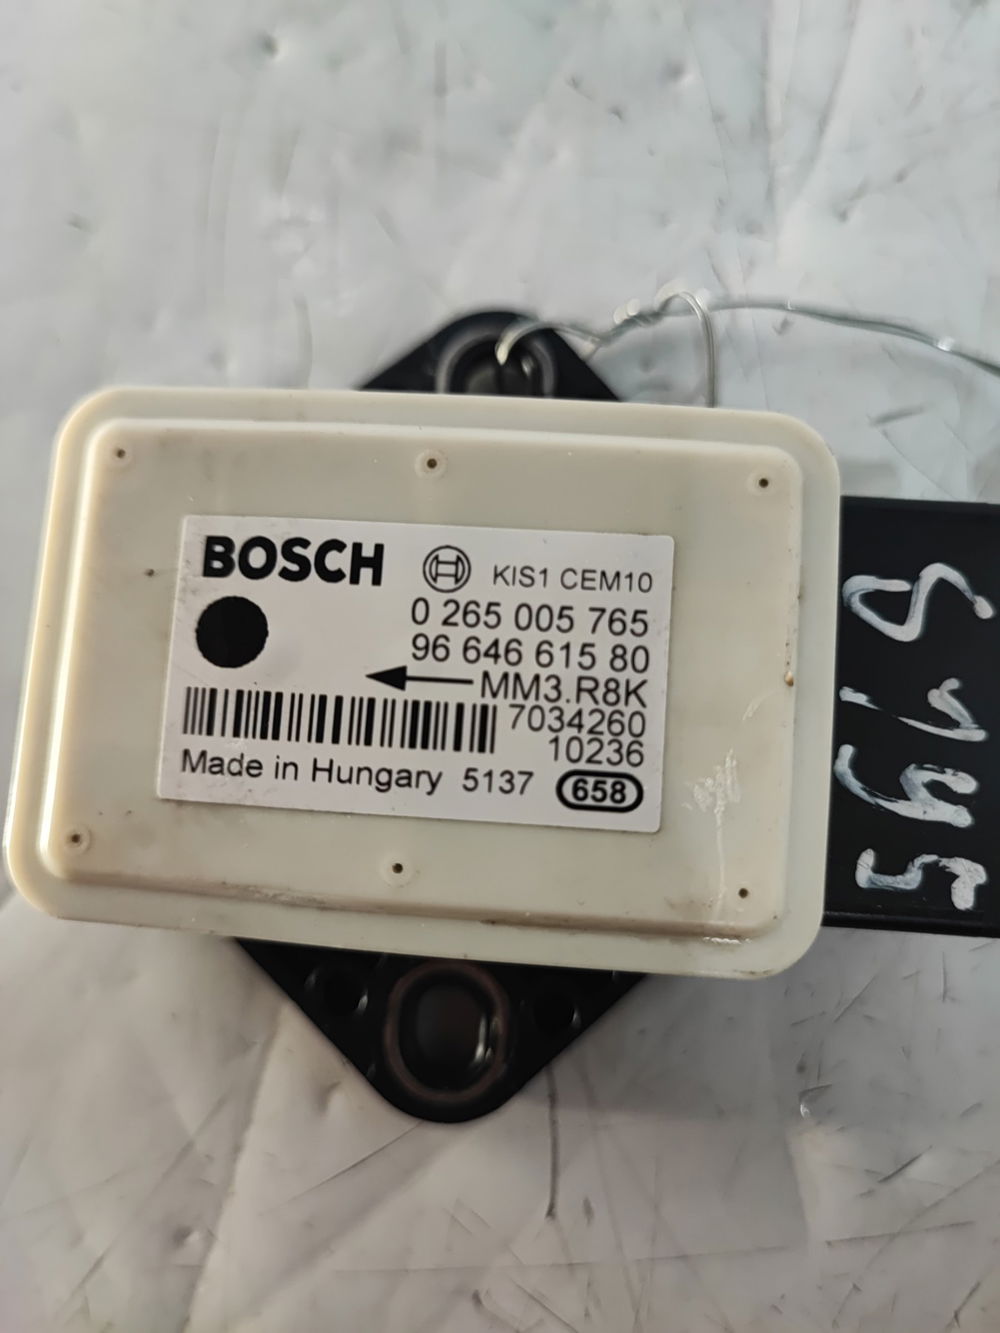 BOSCH KIS1 CEM10
0 265 005 765
96 646 615 80
MM3.R8K
7034260
10236
Made in Hungary 5137 658